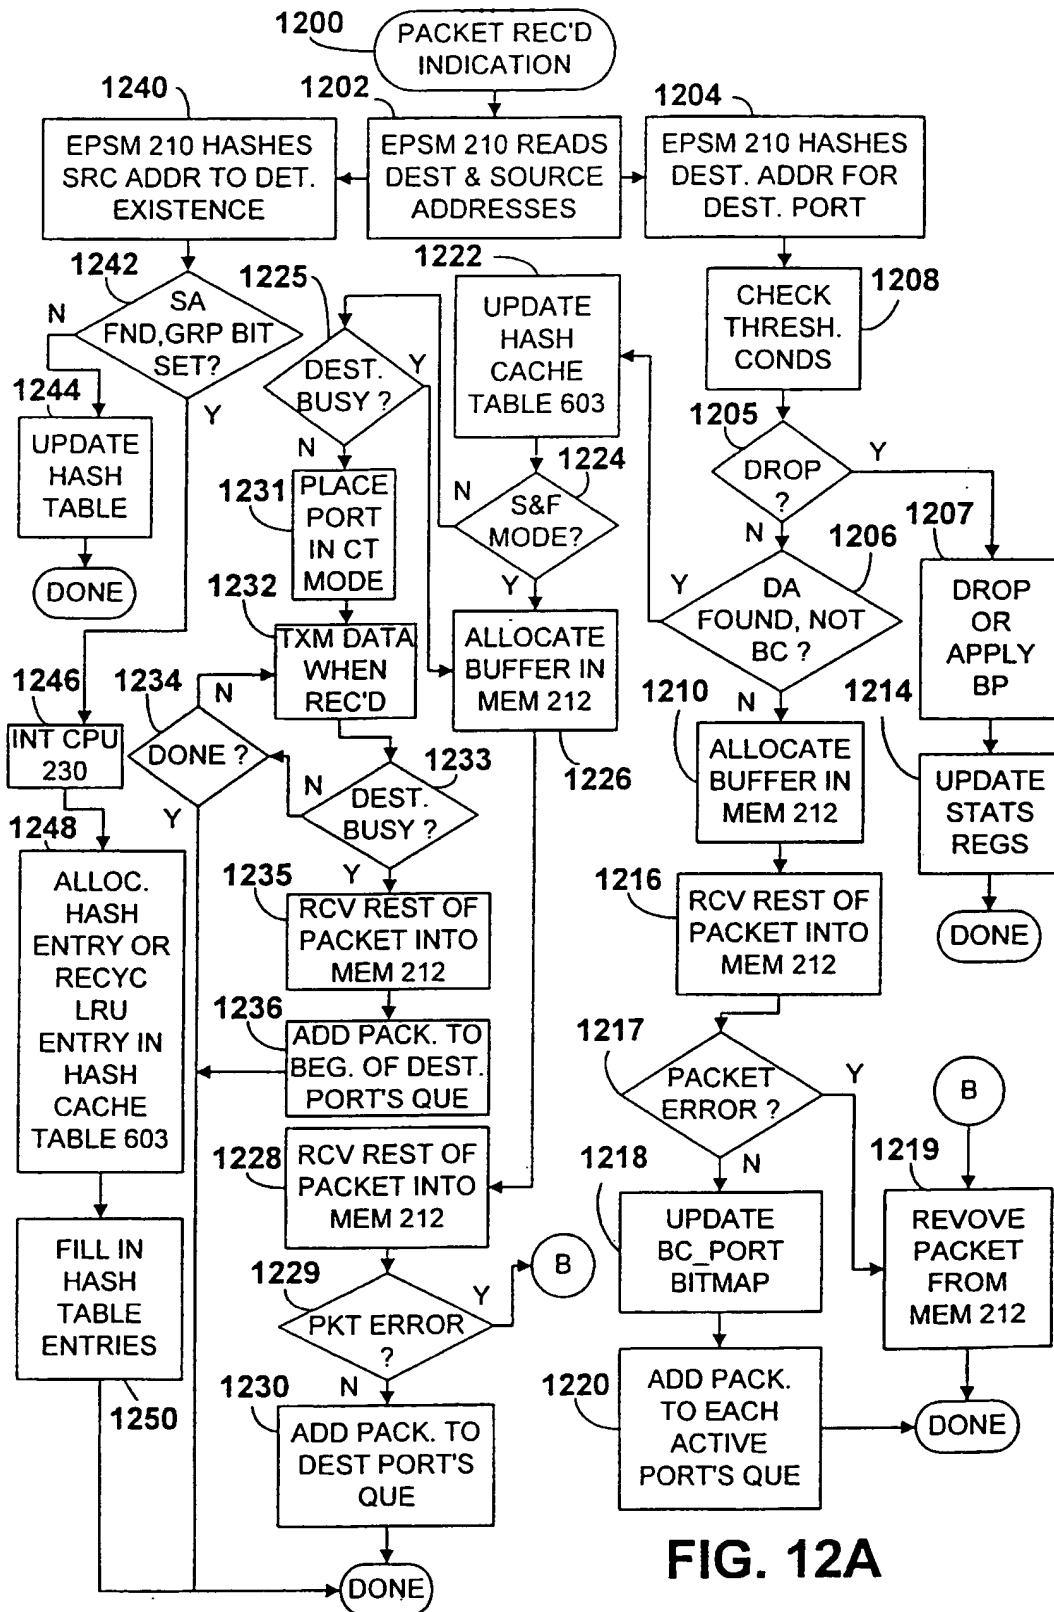 1200
PACKET REC'D
INDICATION
1240
1202
1204
EPSM 210 HASHES
SRC ADDR TO DET.
EXISTENCE
EPSM 210 READS
DEST & SOURCE
ADDRESSES
EPSM 210 HASHES
DEST. ADDR FOR
DEST. PORT
1242
SA
FND,GRP BIT
SET?
N
Y
1244
UPDATE
HASH
TABLE
DONE
1246
INT CPU
230
1248
ALLOC.
HASH
ENTRY OR
RECYC
LRU
ENTRY IN
HASH
CACHE
TABLE 603
FILL IN
HASH
TABLE
ENTRIES
1250
1225
DEST.
BUSY ?
Y
N
1231
PLACE
PORT
IN CT
MODE
1232
TXM DATA
WHEN
REC'D
1234
N
DONE ?
Y
1233
DEST.
BUSY ?
N
Y
1235
RCV REST OF
PACKET INTO
MEM 212
1236
ADD PACK. TO
BEG. OF DEST.
PORT'S QUE
1222
UPDATE
HASH
CACHE
TABLE 603
1224
S&F
MODE?
N
Y
ALLOCATE
BUFFER IN
MEM 212
1226
1228
RCV REST OF
PACKET INTO
MEM 212
1229
PKT ERROR
?
Y
B
N
1230
ADD PACK. TO
DEST PORT'S
QUE
DONE
1208
CHECK
THRESH.
CONDS
1205
DROP
?
Y
N
1207
DROP
OR
APPLY
BP
1214
UPDATE
STATS
REGS
DONE
1206
DA
FOUND, NOT
BC ?
Y
N
1210
ALLOCATE
BUFFER IN
MEM 212
1216
RCV REST OF
PACKET INTO
MEM 212
1217
PACKET
ERROR ?
Y
N
1218
UPDATE
BC_PORT
BITMAP
1220
ADD PACK.
TO EACH
ACTIVE
PORT'S QUE
B
1219
REVOVE
PACKET
FROM
MEM 212
DONE
FIG. 12A